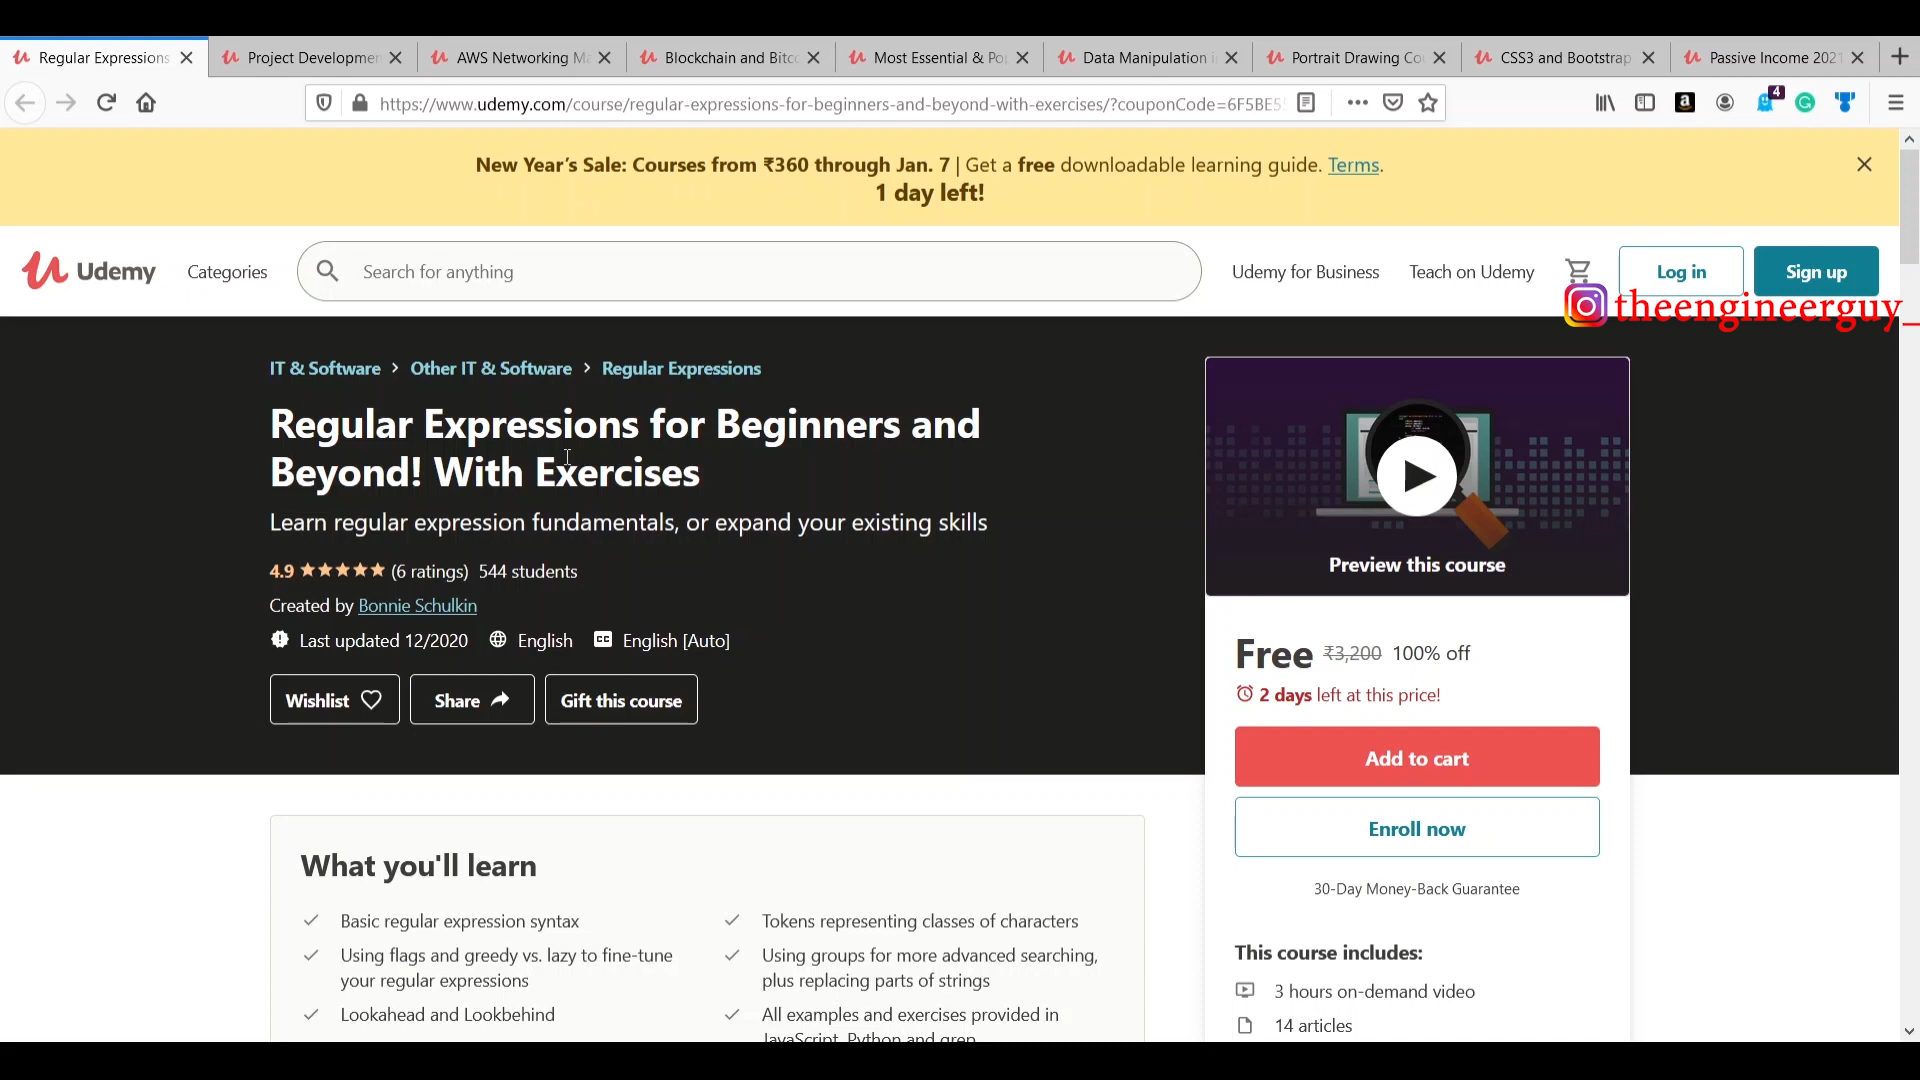 Regular Expressions
Project Developmen
AWS Networking Ma
Blockchain and Bitco
Most Essential & Po
Data Manipulation i
Portrait Drawing Co
CSS3 and Bootstrap
Passive Income 2021
https://www.udemy.com/course/regular-expressions-for-beginners-and-beyond-with-exercises/?couponCode=6F5BE5
4
New Year's Sale: Courses from ₹360 through Jan. 7 | Get a free downloadable learning guide. Terms.
1 day left!
Udemy
Categories
Search for anything
Udemy for Business
Teach on Udemy
Log in
Sign up
theengineerguy_
IT & Software > Other IT & Software > Regular Expressions
Regular Expressions for Beginners and
Beyond! With Exercises
Learn regular expression fundamentals, or expand your existing skills
4.9 (6 ratings) 544 students
Created by Bonnie Schulkin
Last updated 12/2020 English English [Auto]
Wishlist
Share
Gift this course
Preview this course
Free ₹3,200 100% off
2 days left at this price!
Add to cart
Enroll now
30-Day Money-Back Guarantee
This course includes:
3 hours on-demand video
14 articles
What you'll learn
Basic regular expression syntax
Using flags and greedy vs. lazy to fine-tune
your regular expressions
Lookahead and Lookbehind
Tokens representing classes of characters
Using groups for more advanced searching,
plus replacing parts of strings
All examples and exercises provided in
JavaScript, Python and grep